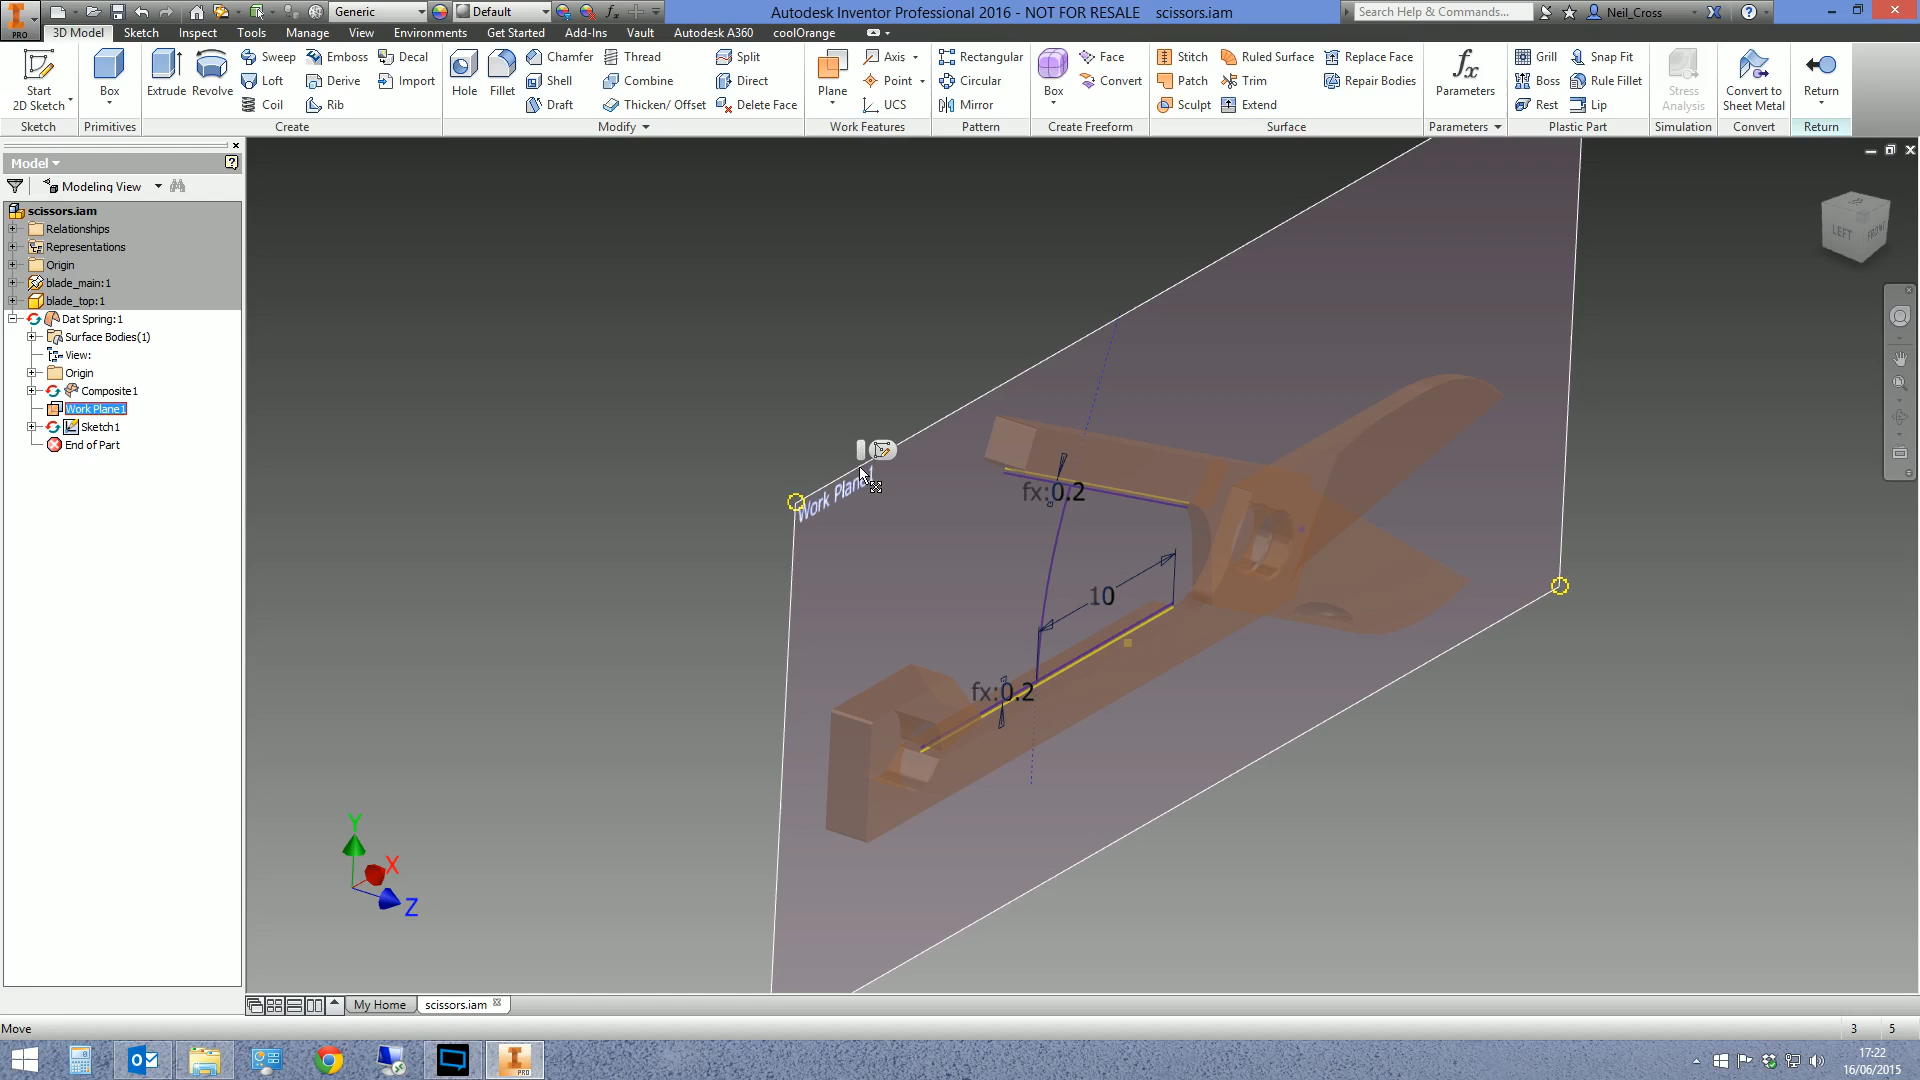 Generic
Default
Autodesk Inventor Professional 2016 - NOT FOR RESALE scissors.iam
Search Help & Commands...
Neil_Cross
PRO
3D Model Sketch Inspect Tools Manage View Environments Get Started Add-Ins Vault Autodesk A360 coolOrange
Start
2D Sketch
Sketch
Box
Primitives
Extrude
Revolve
Sweep
Loft
Coil
Emboss
Derive
Rib
Decal
Import
Create
Hole
Fillet
Chamfer
Shell
Draft
Thread
Combine
Thicken/ Offset
Split
Direct
Delete Face
Modify
Plane
Axis
Point
UCS
Work Features
Rectangular
Circular
Mirror
Pattern
Box
Face
Convert
Create Freeform
Stitch
Patch
Sculpt
Ruled Surface
Trim
Extend
Replace Face
Repair Bodies
Surface
fx
Parameters
Parameters
Grill
Boss
Rest
Snap Fit
Rule Fillet
Lip
Plastic Part
Stress
Analysis
Simulation
Convert to
Sheet Metal
Convert
Return
Return
Model
Modeling View
scissors.iam
Relationships
Representations
Origin
blade_main:1
blade_top:1
Dat Spring:1
Surface Bodies(1)
View:
Origin
Composite1
Work Plane1
Sketch1
End of Part
LEFT
FRONT
Work Plane1
fx:0.2
10
fx:0.2
Y
X
Z
My Home
scissors.iam
Move
3 5
PRO
17:22
16/06/2015